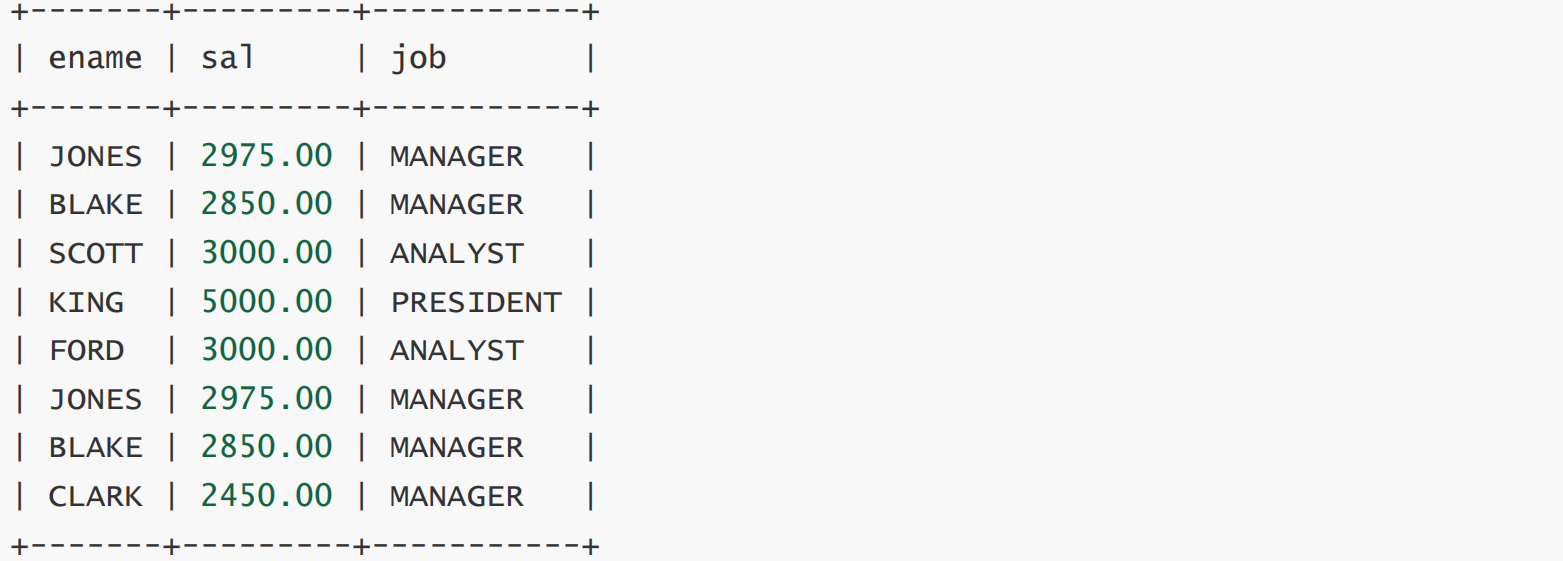 +-------+---------+-----------+
| ename | sal     | job       |
+-------+---------+-----------+
| JONES | 2975.00 | MANAGER   |
| BLAKE | 2850.00 | MANAGER   |
| SCOTT | 3000.00 | ANALYST   |
| KING  | 5000.00 | PRESIDENT |
| FORD  | 3000.00 | ANALYST   |
| JONES | 2975.00 | MANAGER   |
| BLAKE | 2850.00 | MANAGER   |
| CLARK | 2450.00 | MANAGER   |
+-------+---------+-----------+